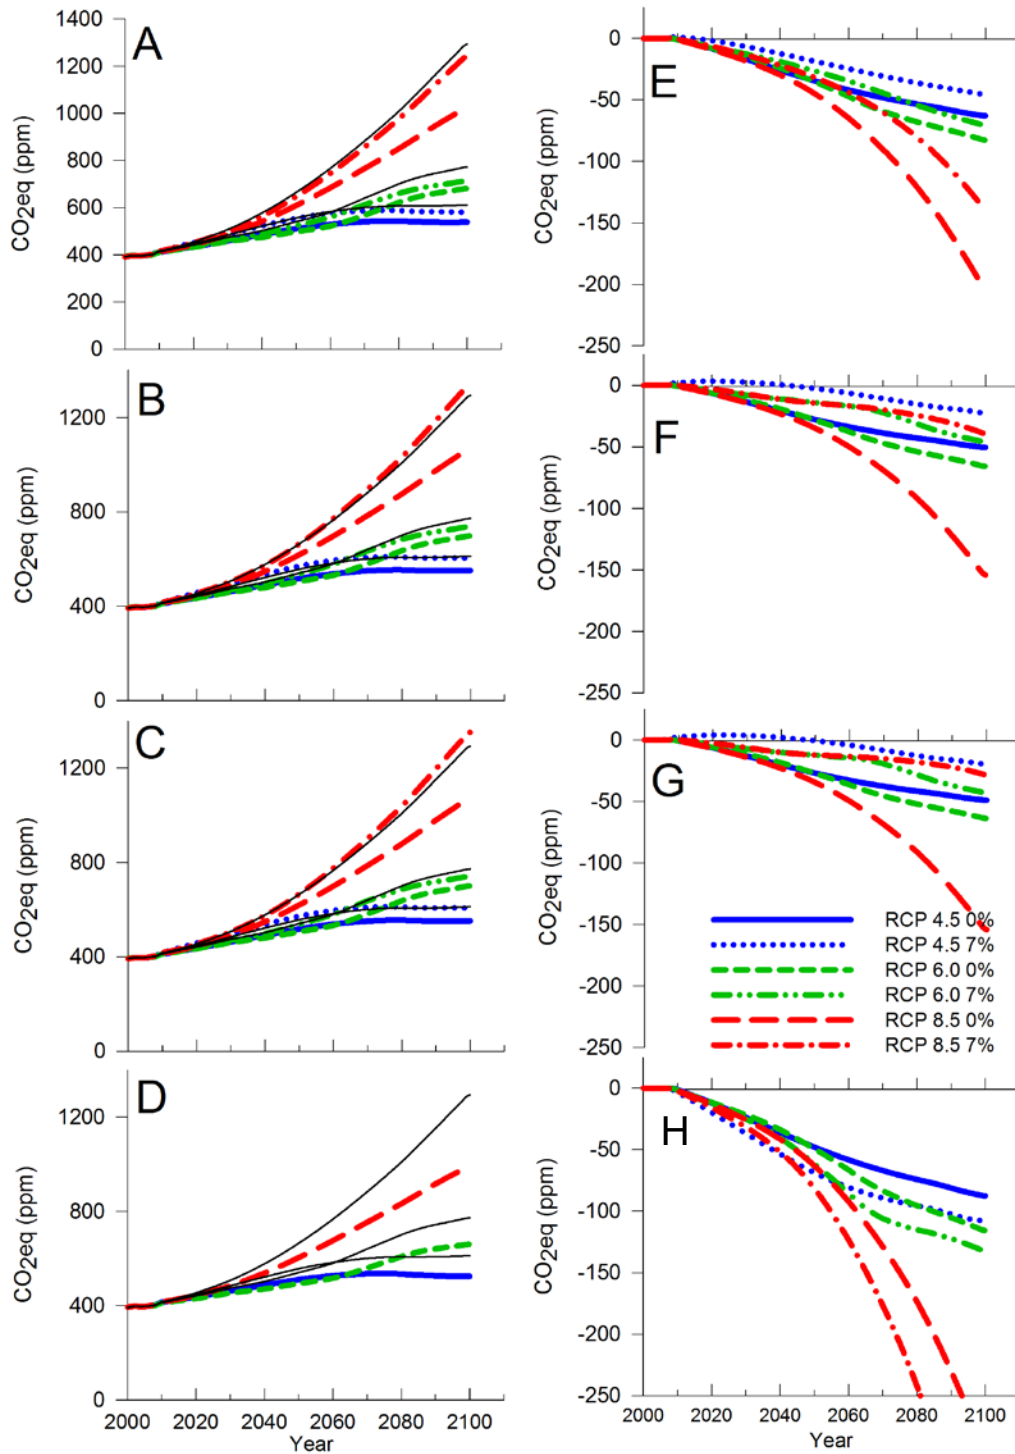 A
1400
1200
1000
800
600
400
200
0
CO2eq (ppm)
B
1200
800
400
0
CO2eq (ppm)
C
1200
800
400
0
CO2eq (ppm)
D
1200
800
400
0
CO2eq (ppm)
2000 2020 2040 2060 2080 2100
Year
E
0
-50
-100
-150
-200
-250
CO2eq (ppm)
F
0
-50
-100
-150
-200
-250
CO2eq (ppm)
G
0
-50
-100
-150
-200
-250
CO2eq (ppm)
RCP 4.5 0%
RCP 4.5 7%
RCP 6.0 0%
RCP 6.0 7%
RCP 8.5 0%
RCP 8.5 7%
H
0
-50
-100
-150
-200
-250
CO2eq (ppm)
2000 2020 2040 2060 2080 2100
Year